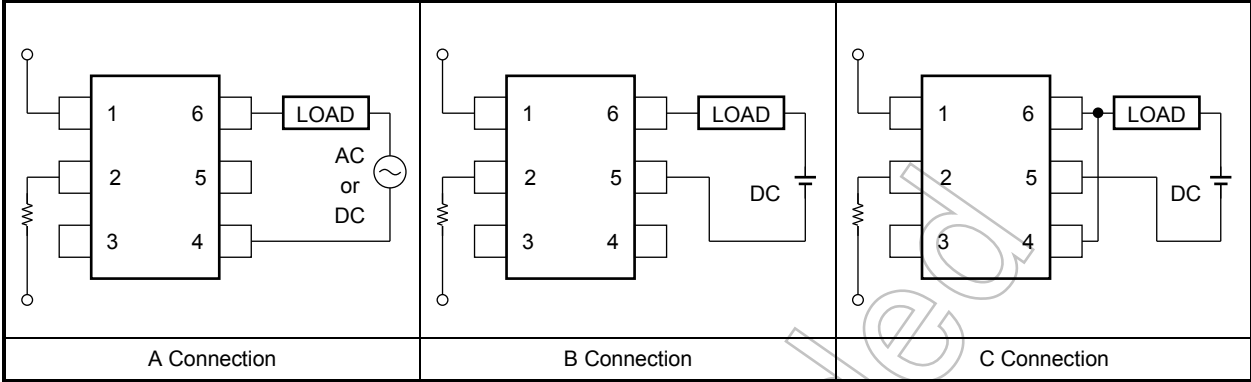 1 6 LOAD
AC
2 5 or
DC
3 4
A Connection
1 6 LOAD
2 5 DC
3 4
B Connection
1 6 LOAD
2 5 DC
3 4
C Connection